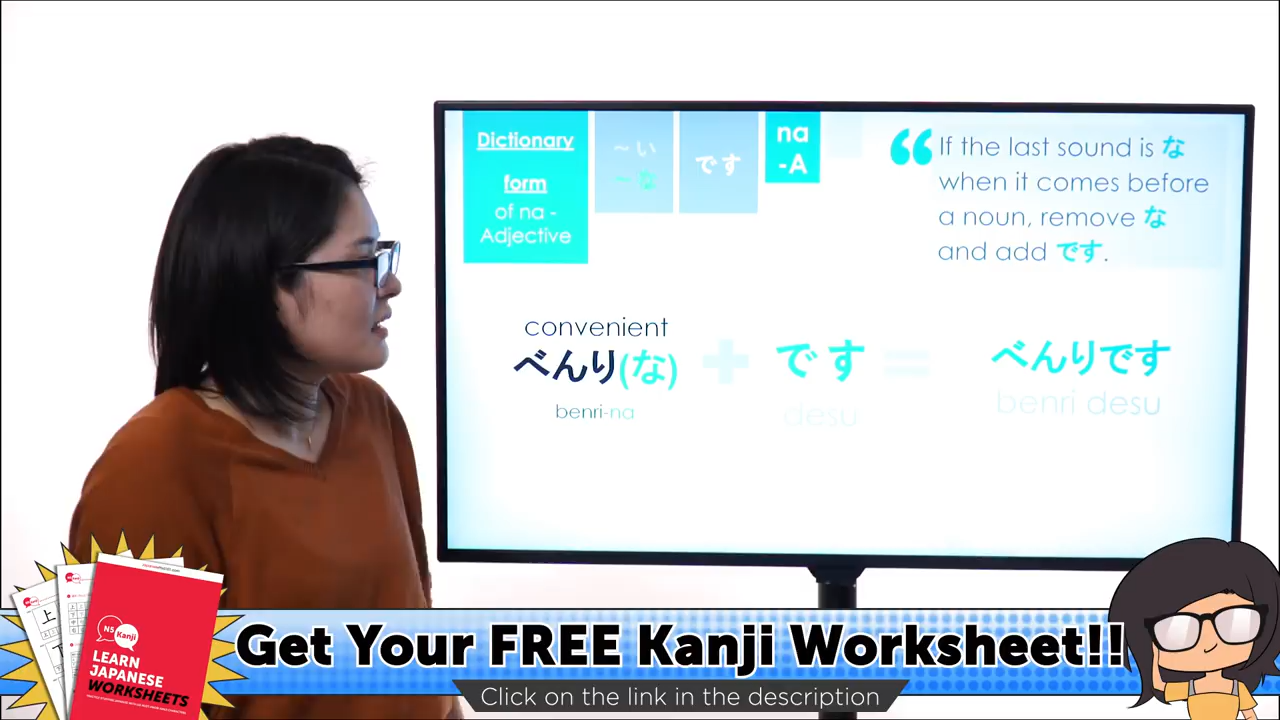 Dictionary
form
of na -
Adjective
~い
~な
です
na
-A
“If the last sound is な
when it comes before
a noun, remove な
and add です.
convenient
べんり(な) + です = べんりです
benri-na
desu
benri desu
N5 Kanji
LEARN
JAPANESE
WORKSHEETS
上
Get Your FREE Kanji Worksheet!!
Click on the link in the description